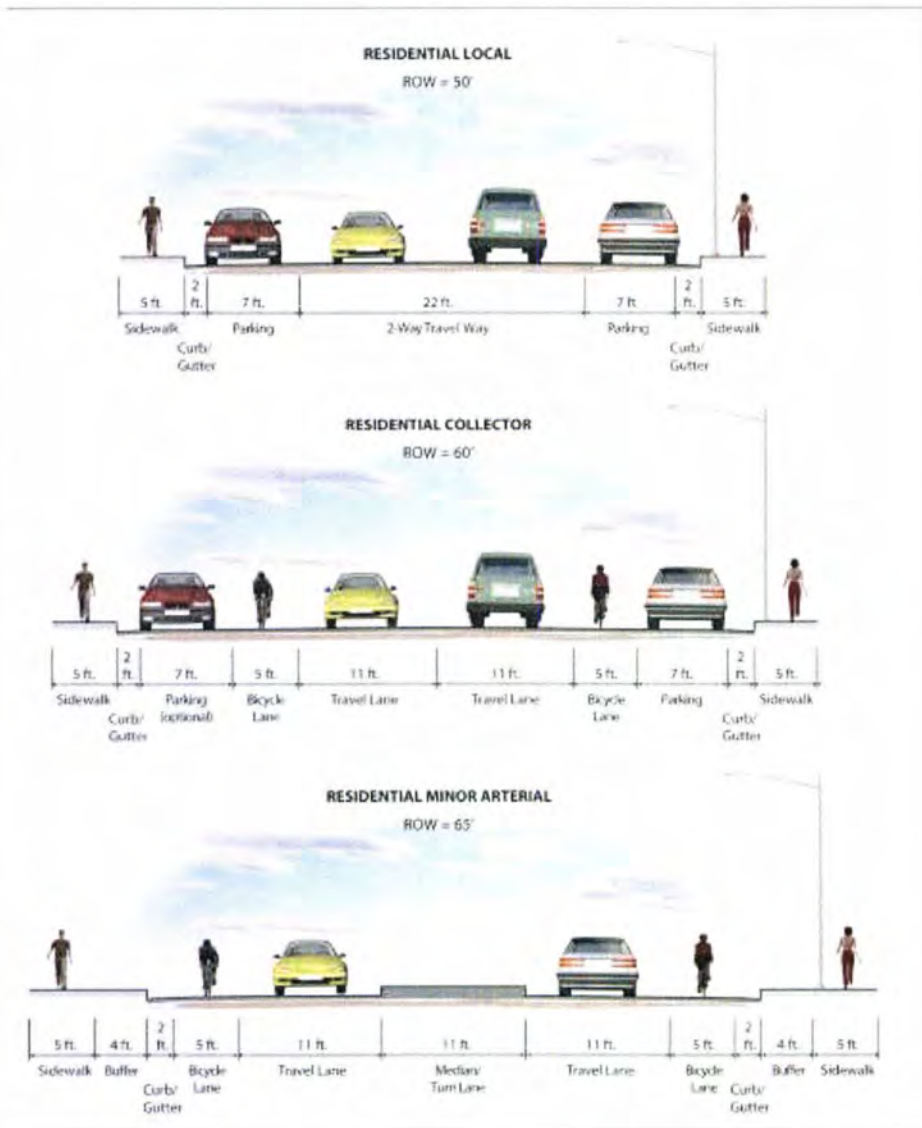 RESIDENTIAL LOCAL
ROW = 50'
5 ft. 2 ft. 7 ft. 22 ft. 7 ft 2 ft. 5 ft.
Sidewalk Parking 2-Way Travel Way Parking Sidewalk
Curb/ Gutter Curb/ Gutter
RESIDENTIAL COLLECTOR
ROW = 60'
5 ft. 2 ft. 7 ft. 5 ft. 11 ft. 11 ft. 5 ft. 7 ft. 2 ft. 5 ft.
Sidewalk Parking (optional) Bicycle Lane Travel Lane Travel Lane Bicycle Lane Parking Sidewalk
Curb/ Gutter Curb/ Gutter
RESIDENTIAL MINOR ARTERIAL
ROW = 65'
5 ft. 4 ft. 2 ft. 5 ft. 11 ft. 11 ft. 11 ft. 5 ft. 2 ft. 4 ft. 5 ft.
Sidewalk Buffer Bicycle Lane Travel Lane Median/ Turn Lane Travel Lane Bicycle Lane Buffer Sidewalk
Curb/ Gutter Curb/ Gutter